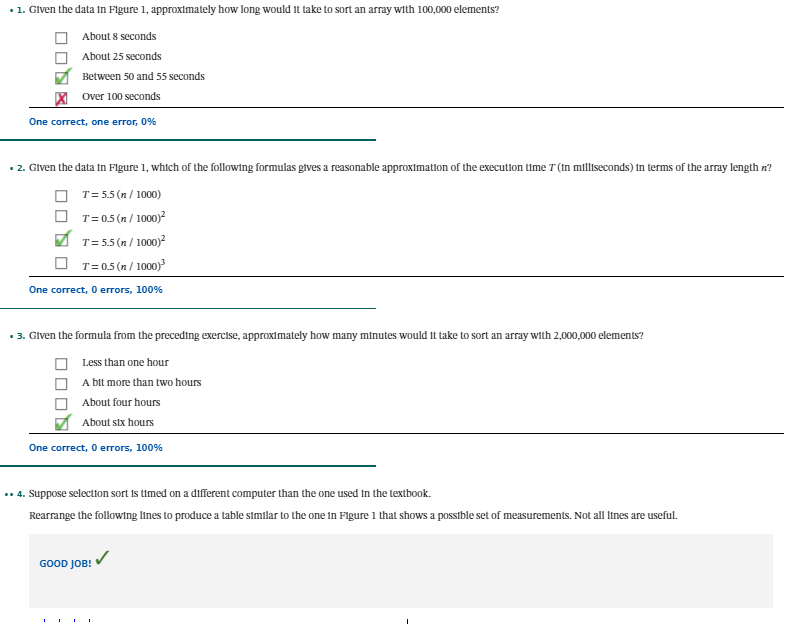 • 1. Given the data in Figure 1, approximately how long would it take to sort an array with 100,000 elements?
About 8 seconds
About 25 seconds
Between 50 and 55 seconds
Over 100 seconds
One correct, one error, 0%
• 2. Given the data in Figure 1, which of the following formulas gives a reasonable approximation of the execution time T (in milliseconds) in terms of the array length n?
T = 5.5 (n / 1000)
T = 0.5 (n / 1000)²
T = 5.5 (n / 1000)²
T = 0.5 (n / 1000)³
One correct, 0 errors, 100%
• 3. Given the formula from the preceding exercise, approximately how many minutes would it take to sort an array with 2,000,000 elements?
Less than one hour
A bit more than two hours
About four hours
About six hours
One correct, 0 errors, 100%
•• 4. Suppose selection sort is timed on a different computer than the one used in the textbook.
Rearrange the following lines to produce a table similar to the one in Figure 1 that shows a possible set of measurements. Not all lines are useful.
GOOD JOB!